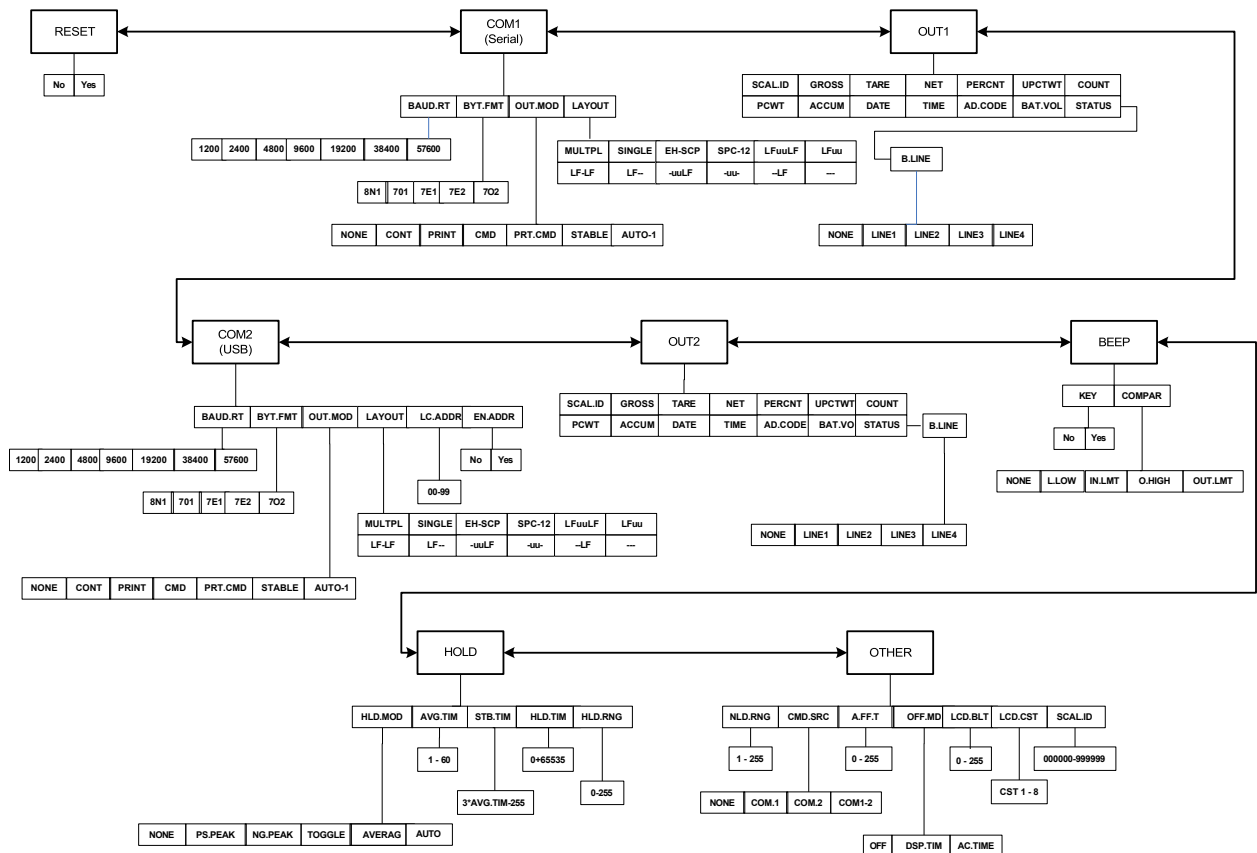 RESET
COM1
(Serial)
OUT1
No Yes
SCAL.ID GROSS TARE NET PERCNT UPCTWT COUNT
PCWT ACCUM DATE TIME AD.CODE BAT.VOL STATUS
BAUD.RT BYT.FMT OUT.MOD LAYOUT
1200 2400 4800 9600 19200 38400 57600
MULTPL SINGLE EH-SCP SPC-12 LFuuLF LFuu
LF-LF LF-- -uuLF -uu- --LF ---
B.LINE
8N1 701 7E1 7E2 7O2
NONE CONT PRINT CMD PRT.CMD STABLE AUTO-1
NONE LINE1 LINE2 LINE3 LINE4
COM2
(USB)
OUT2
BEEP
KEY COMPAR
No Yes
NONE L.LOW IN.LMT O.HIGH OUT.LMT
SCAL.ID GROSS TARE NET PERCNT UPCTWT COUNT
PCWT ACCUM DATE TIME AD.CODE BAT.VO STATUS
B.LINE
BAUD.RT BYT.FMT OUT.MOD LAYOUT LC.ADDR EN.ADDR
1200 2400 4800 9600 19200 38400 57600
No Yes
00-99
8N1 701 7E1 7E2 7O2
MULTPL SINGLE EH-SCP SPC-12 LFuuLF LFuu
LF-LF LF-- -uuLF -uu- --LF ---
NONE LINE1 LINE2 LINE3 LINE4
NONE CONT PRINT CMD PRT.CMD STABLE AUTO-1
HOLD
OTHER
HLD.MOD AVG.TIM STB.TIM HLD.TIM HLD.RNG
1 - 60
0+65535
3*AVG.TIM-255
0-255
NONE PS.PEAK NG.PEAK TOGGLE AVERAG AUTO
NLD.RNG CMD.SRC A.FF.T OFF.MD LCD.BLT LCD.CST SCAL.ID
1 - 255
0 - 255
0 - 255
000000-999999
CST 1 - 8
NONE COM.1 COM.2 COM1-2
OFF DSP.TIM AC.TIME